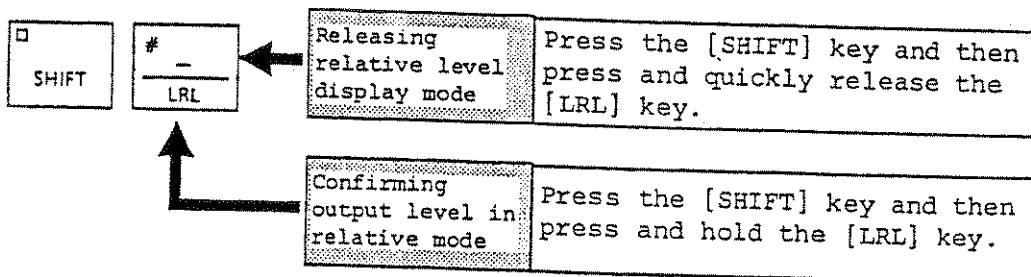 SHIFT
#
–
LRL
Releasing
relative level
display mode
Press the [SHIFT] key and then
press and quickly release the
[LRL] key.
Confirming
output level in
relative mode
Press the [SHIFT] key and then
press and hold the [LRL] key.